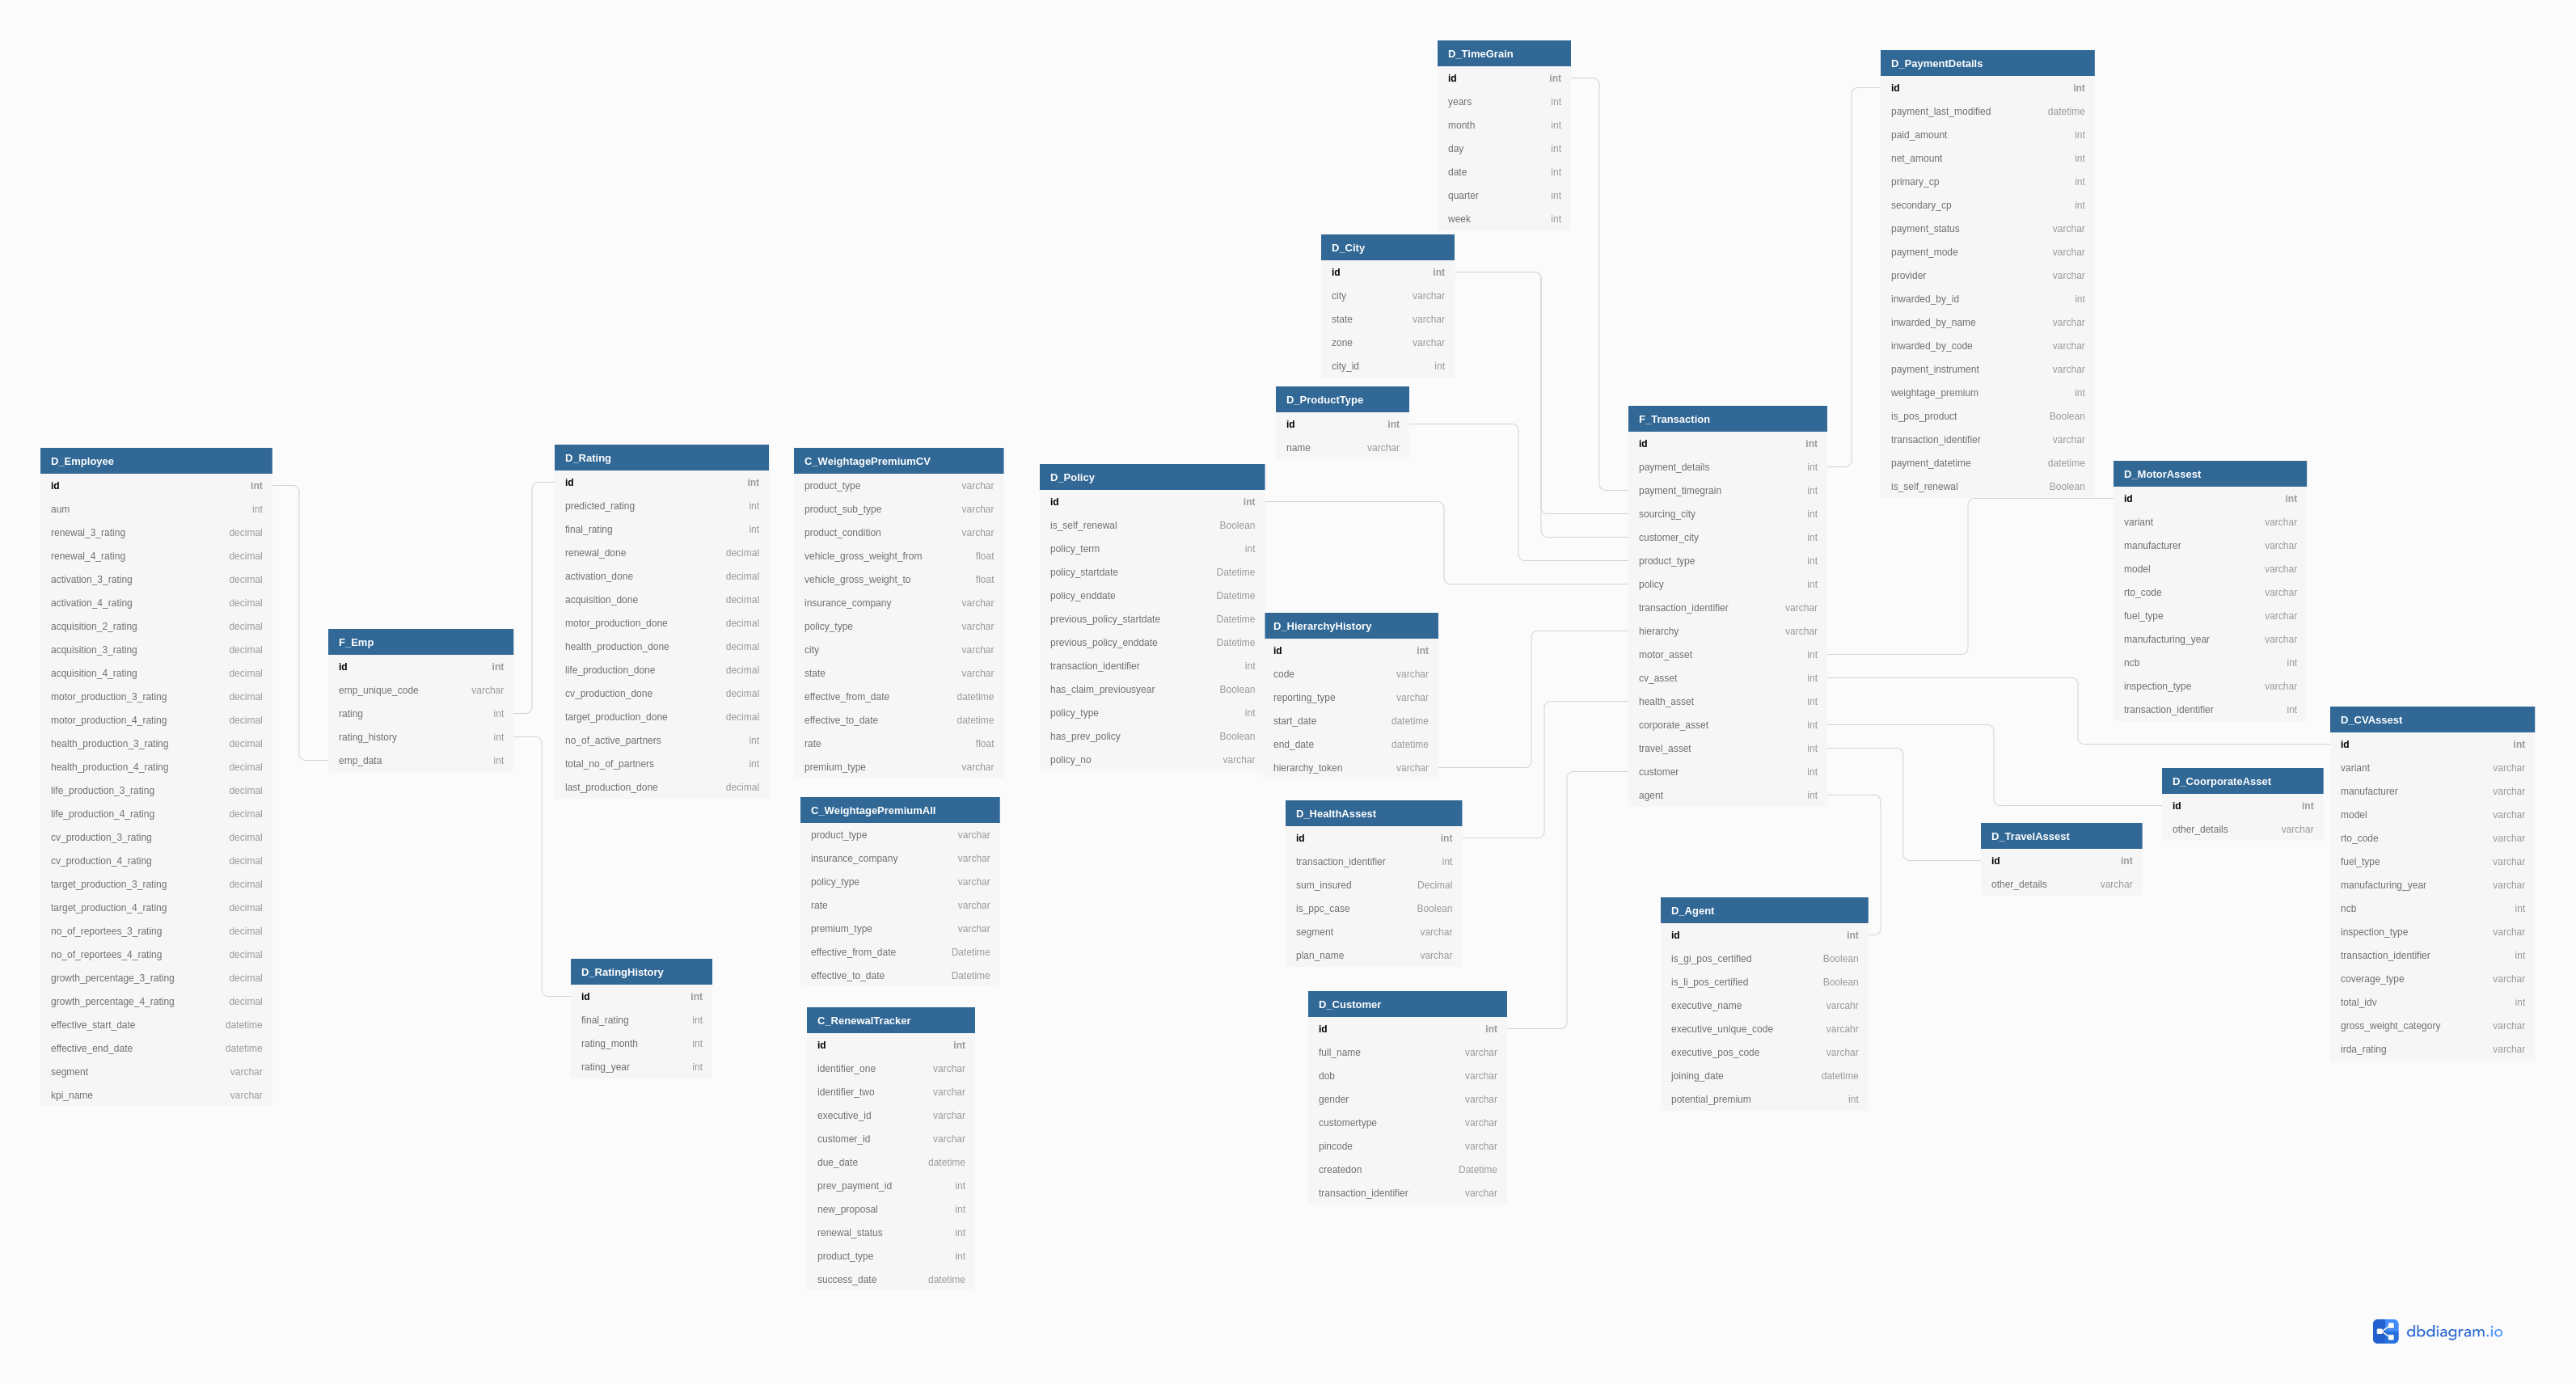 D_TimeGrain
id int
years int
month int
day int
date int
quarter int
week int
D_PaymentDetails
id int
payment_last_modified datetime
paid_amount int
net_amount int
primary_cp int
secondary_cp int
payment_status varchar
payment_mode varchar
provider varchar
inwarded_by_id int
inwarded_by_name varchar
inwarded_by_code varchar
payment_instrument varchar
weightage_premium int
is_pos_product Boolean
transaction_identifier varchar
payment_datetime datetime
is_self_renewal Boolean
D_City
id int
city varchar
state varchar
zone varchar
city_id int
D_ProductType
id int
name varchar
F_Transaction
id int
payment_details int
payment_timegrain int
sourcing_city int
customer_city int
product_type int
policy int
transaction_identifier varchar
hierarchy varchar
motor_asset int
cv_asset int
health_asset int
corporate_asset int
travel_asset int
customer int
agent int
D_Employee
id int
aum int
renewal_3_rating decimal
renewal_4_rating decimal
activation_3_rating decimal
activation_4_rating decimal
acquisition_2_rating decimal
acquisition_3_rating decimal
acquisition_4_rating decimal
motor_production_3_rating decimal
motor_production_4_rating decimal
health_production_3_rating decimal
health_production_4_rating decimal
life_production_3_rating decimal
life_production_4_rating decimal
cv_production_3_rating decimal
cv_production_4_rating decimal
target_production_3_rating decimal
target_production_4_rating decimal
no_of_reportees_3_rating decimal
no_of_reportees_4_rating decimal
growth_percentage_3_rating decimal
growth_percentage_4_rating decimal
effective_start_date datetime
effective_end_date datetime
segment varchar
kpi_name varchar
F_Emp
id int
emp_unique_code varchar
rating int
rating_history int
emp_data int
D_Rating
id int
predicted_rating int
final_rating int
renewal_done decimal
activation_done decimal
acquisition_done decimal
motor_production_done decimal
health_production_done decimal
life_production_done decimal
cv_production_done decimal
target_production_done decimal
no_of_active_partners int
total_no_of_partners int
last_production_done decimal
D_RatingHistory
id int
final_rating int
rating_month int
rating_year int
C_WeightagePremiumCV
product_type varchar
product_sub_type varchar
product_condition varchar
vehicle_gross_weight_from float
vehicle_gross_weight_to float
insurance_company varchar
policy_type varchar
city varchar
state varchar
effective_from_date datetime
effective_to_date datetime
rate float
premium_type varchar
C_WeightagePremiumAll
product_type varchar
insurance_company varchar
policy_type varchar
rate varchar
premium_type varchar
effective_from_date Datetime
effective_to_date Datetime
C_RenewalTracker
id int
identifier_one varchar
identifier_two varchar
executive_id varchar
customer_id varchar
due_date datetime
prev_payment_id int
new_proposal int
renewal_status int
product_type int
success_date datetime
D_Policy
id int
is_self_renewal Boolean
policy_term int
policy_startdate Datetime
policy_enddate Datetime
previous_policy_startdate Datetime
previous_policy_enddate Datetime
transaction_identifier int
has_claim_previousyear Boolean
policy_type int
has_prev_policy Boolean
policy_no varchar
D_HierarchyHistory
id int
code varchar
reporting_type varchar
start_date datetime
end_date datetime
hierarchy_token varchar
D_HealthAssest
id int
transaction_identifier int
sum_insured Decimal
is_ppc_case Boolean
segment varchar
plan_name varchar
D_Customer
id int
full_name varchar
dob varchar
gender varchar
customertype varchar
pincode varchar
createdon Datetime
transaction_identifier varchar
D_Agent
id int
is_gi_pos_certified Boolean
is_li_pos_certified Boolean
executive_name varcahr
executive_unique_code varcahr
executive_pos_code varchar
joining_date datetime
potential_premium int
D_MotorAssest
id int
variant varchar
manufacturer varchar
model varchar
rto_code varchar
fuel_type varchar
manufacturing_year varchar
ncb int
inspection_type varchar
transaction_identifier int
D_TravelAssest
id int
other_details varchar
D_CoorporateAsset
id int
other_details varchar
D_CVAssest
id int
variant varchar
manufacturer varchar
model varchar
rto_code varchar
fuel_type varchar
manufacturing_year varchar
ncb int
inspection_type varchar
transaction_identifier int
coverage_type varchar
total_idv int
gross_weight_category varchar
irda_rating varchar
dbdiagram.io